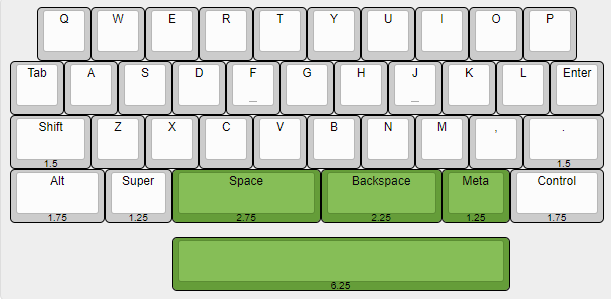 Q W E R T Y U I O P
Tab A S D F G H J K L Enter
_ _
Shift Z X C V B N M , .
1.5 1.5
Alt Super Space Backspace Meta Control
1.75 1.25 2.75 2.25 1.25 1.75
6.25